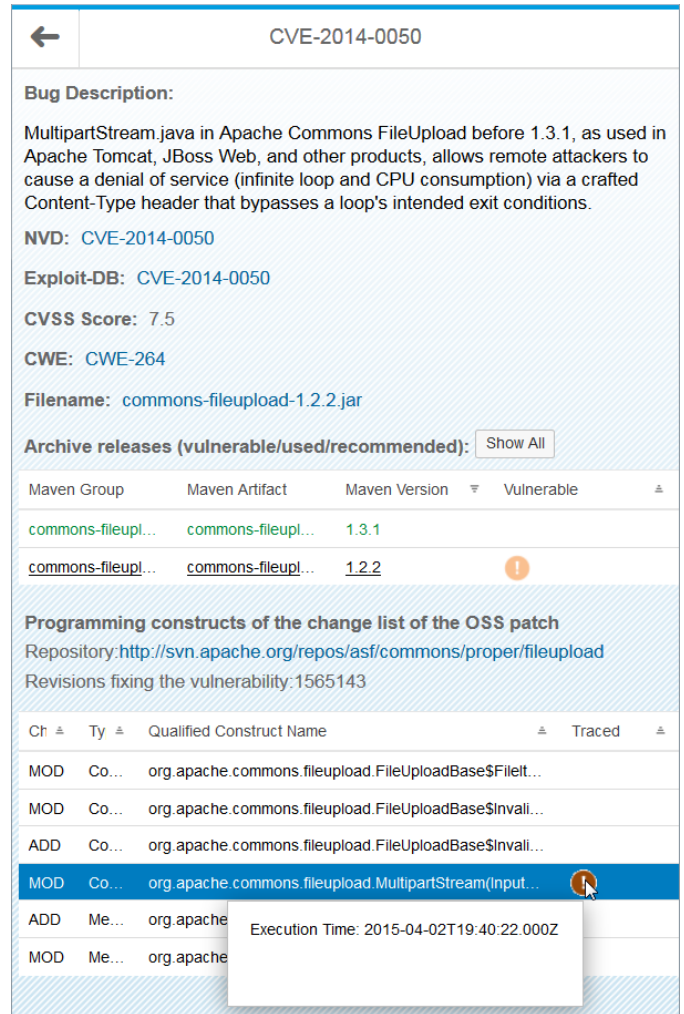 CVE-2014-0050
Bug Description:
MultipartStream.java in Apache Commons FileUpload before 1.3.1, as used in
Apache Tomcat, JBoss Web, and other products, allows remote attackers to
cause a denial of service (infinite loop and CPU consumption) via a crafted
Content-Type header that bypasses a loop's intended exit conditions.
NVD: CVE-2014-0050
Exploit-DB: CVE-2014-0050
CVSS Score: 7.5
CWE: CWE-264
Filename: commons-fileupload-1.2.2.jar
Archive releases (vulnerable/used/recommended): Show All
Maven Group Maven Artifact Maven Version Vulnerable
commons-fileupl... commons-fileupl... 1.3.1
commons-fileupl... commons-fileupl... 1.2.2
Programming constructs of the change list of the OSS patch
Repository:http://svn.apache.org/repos/asf/commons/proper/fileupload
Revisions fixing the vulnerability:1565143
Ch Ty Qualified Construct Name Traced
MOD Co... org.apache.commons.fileupload.FileUploadBase$FileIt...
MOD Co... org.apache.commons.fileupload.FileUploadBase$Invali...
ADD Co... org.apache.commons.fileupload.FileUploadBase$Invali...
MOD Co... org.apache.commons.fileupload.MultipartStream(Input...
ADD Me... org.apache
Execution Time: 2015-04-02T19:40:22.000Z
MOD Me... org.apache